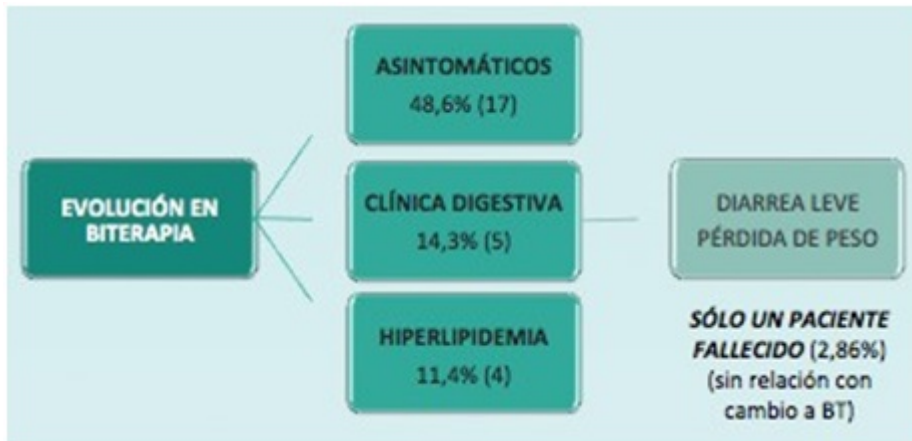 EVOLUCIÓN EN
BITERAPIA
ASINTOMÁTICOS
48,6% (17)
CLÍNICA DIGESTIVA
14,3% (5)
HIPERLIPIDEMIA
11,4% (4)
DIARREA LEVE
PÉRDIDA DE PESO
SÓLO UN PACIENTE
FALLECIDO (2,86%)
(sin relación con
cambio a BT)